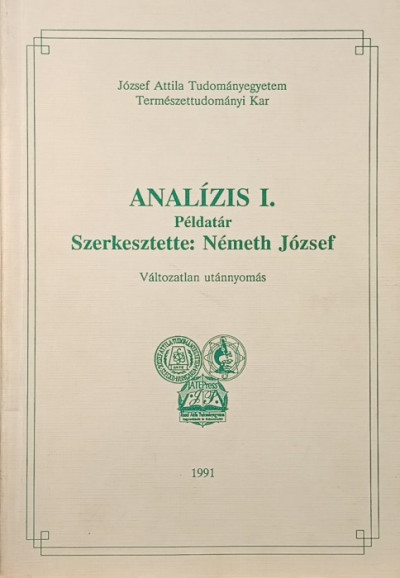 József Attila Tudományegyetem
Természettudományi Kar
ANALÍZIS I.
Példatár
Szerkesztette: Németh József
Változatlan utánnyomás
JATEPress
1991